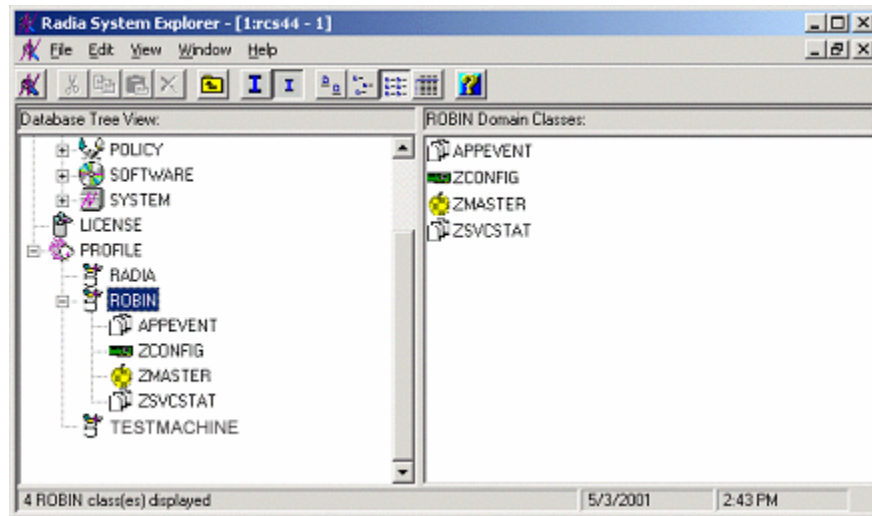 Radia System Explorer - [1:rcs44 - 1]
File Edit View Window Help
Database Tree View:
ROBIN Domain Classes:
POLICY
SOFTWARE
SYSTEM
LICENSE
PROFILE
RADIA
ROBIN
APPEVENT
ZCONFIG
ZMASTER
ZSVCSTAT
TESTMACHINE
APPEVENT
ZCONFIG
ZMASTER
ZSVCSTAT
4 ROBIN class(es) displayed
5/3/2001
2:43 PM